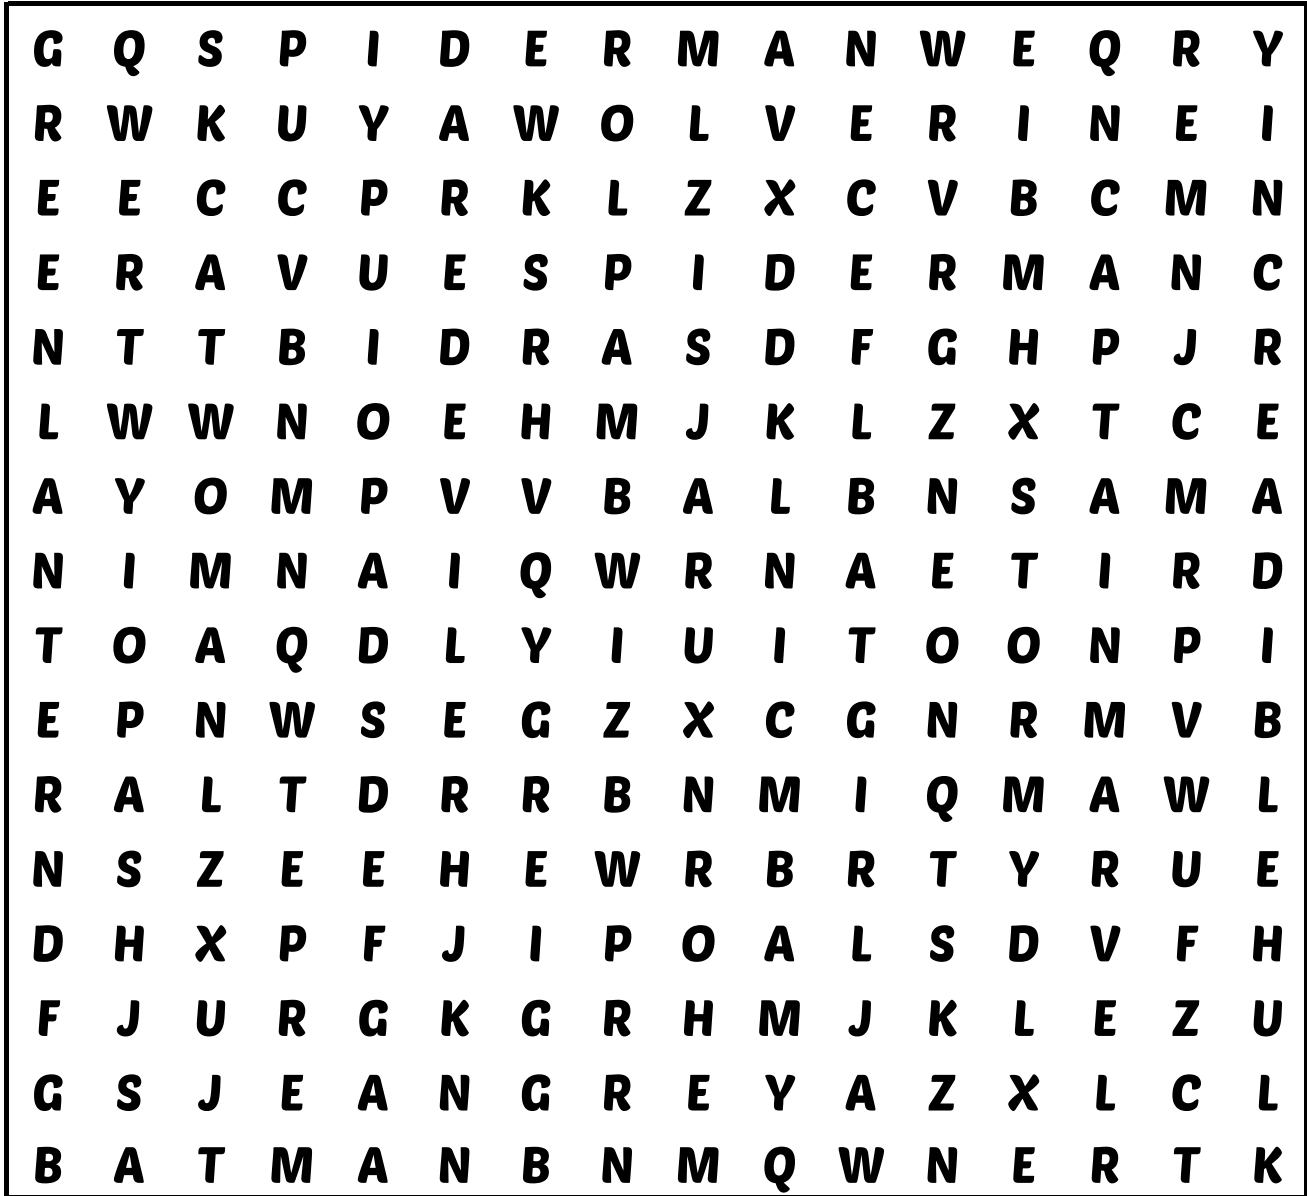 G Q S P I D E R M A N W E Q R Y
R W K U Y A W O L V E R I N E I
E E C C P R K L Z X C V B C M N
E R A V U E S P I D E R M A N C
N T T B I D R A S D F G H P J R
L W W N O E H M J K L Z X T C E
A Y O M P V V B A L B N S A M A
N I M N A I Q W R N A E T I R D
T O A Q D L Y I U I T O O N P I
E P N W S E G Z X C G N R M V B
R A L T D R R B N M I Q M A W L
N S Z E E H E W R B R T Y R U E
D H X P F J I P O A L S D V F H
F J U R G K G R H M J K L E Z U
G S J E A N G R E Y A Z X L C L
B A T M A N B N M Q W N E R T K